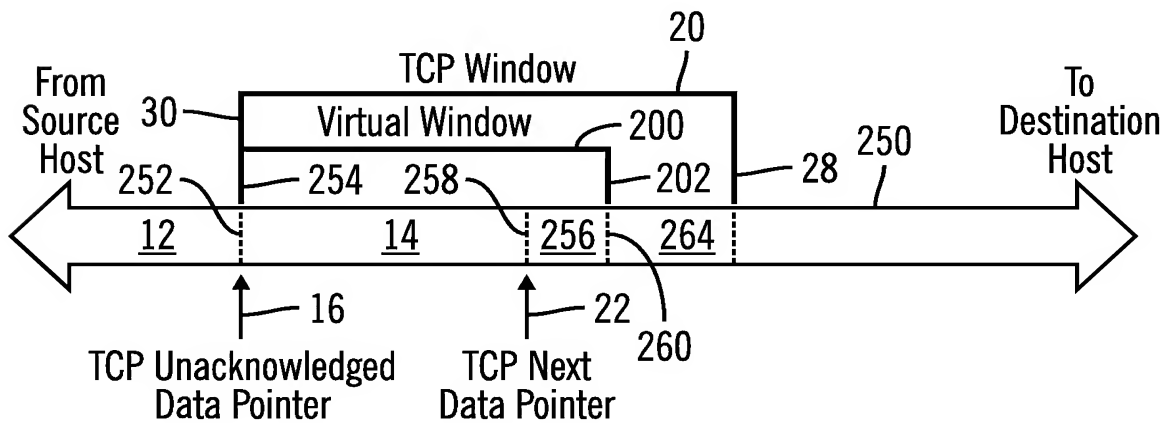 20
TCP Window
From
Source
Host
To
Destination
Host
30
Virtual Window
200
250
252
254
258
202
28
12
14
256
264
16
22
260
TCP Unacknowledged
Data Pointer
TCP Next
Data Pointer